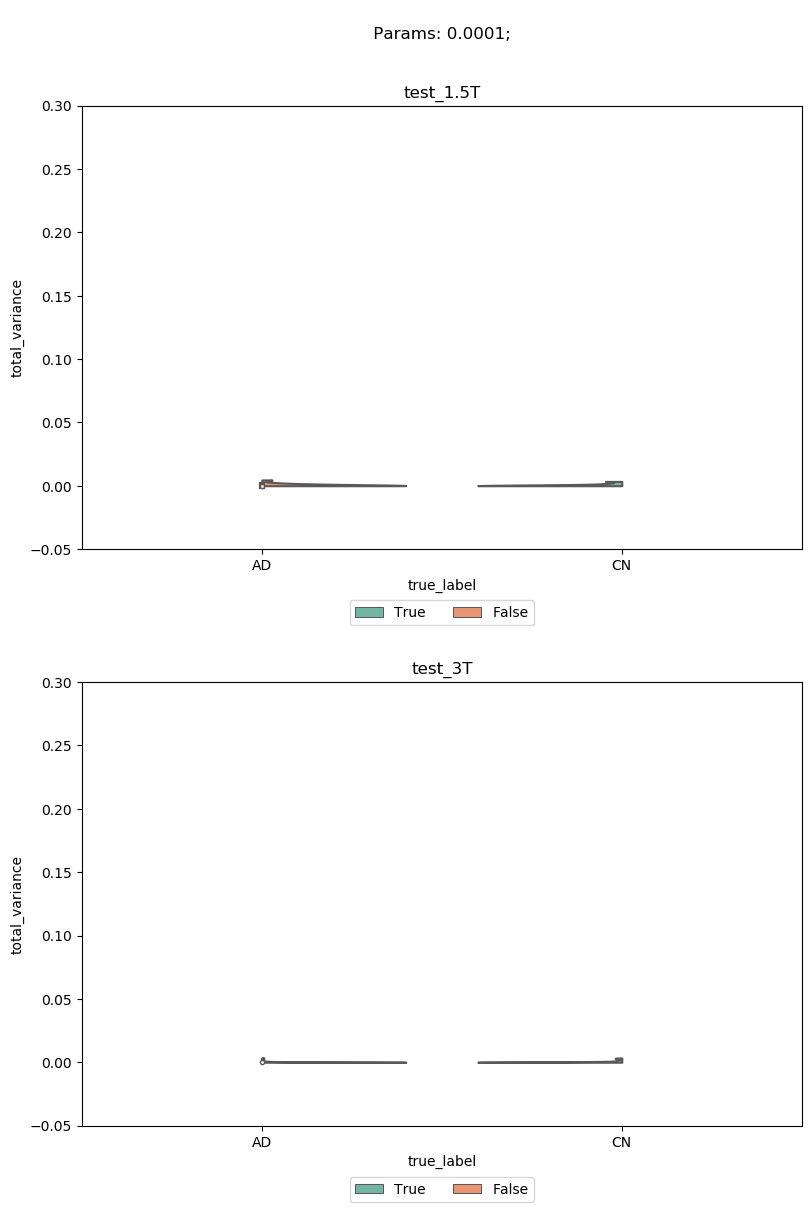 Params: 0.0001;
test_1.5T
0.30
0.25
0.20
0.15
0.10
0.05
0.00
−0.05
total_variance
AD CN
true_label
True False
test_3T
0.30
0.25
0.20
0.15
0.10
0.05
0.00
−0.05
total_variance
AD CN
true_label
True False